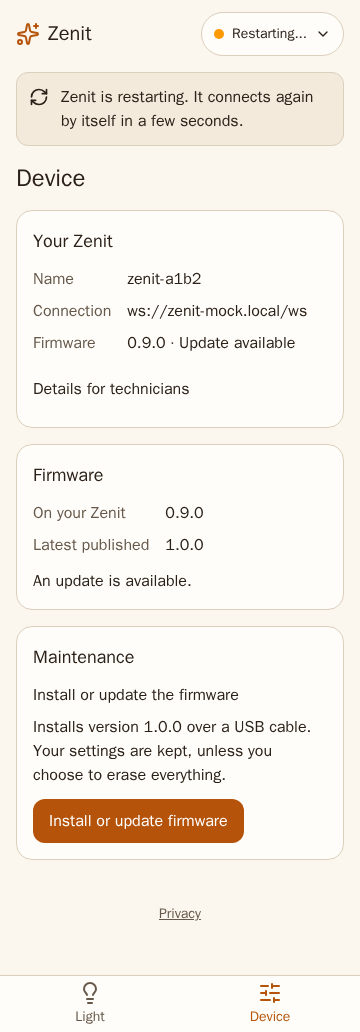 Zenit
Restarting...
Zenit is restarting. It connects again
by itself in a few seconds.
Device
Your Zenit
Name zenit-a1b2
Connection ws://zenit-mock.local/ws
Firmware 0.9.0 · Update available
Details for technicians
Firmware
On your Zenit 0.9.0
Latest published 1.0.0
An update is available.
Maintenance
Install or update the firmware
Installs version 1.0.0 over a USB cable.
Your settings are kept, unless you
choose to erase everything.
Install or update firmware
Privacy
Light Device